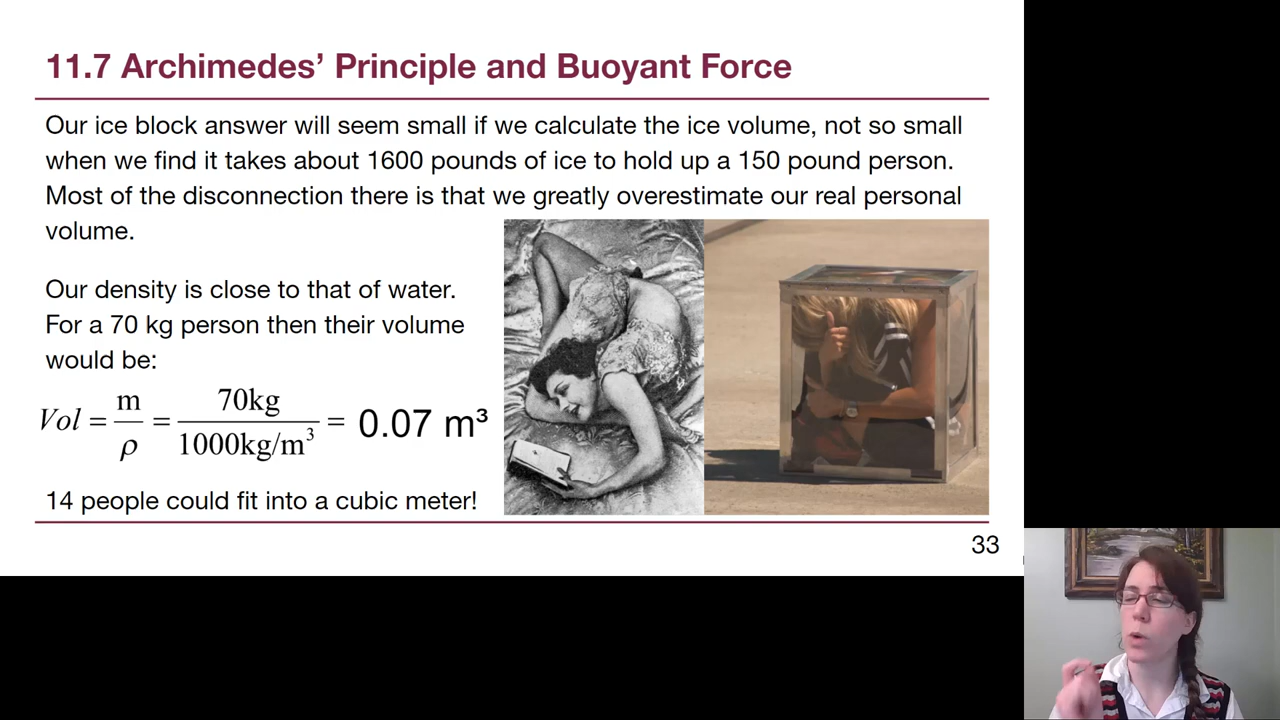 11.7 Archimedes’ Principle and Buoyant Force
Our ice block answer will seem small if we calculate the ice volume, not so small
when we find it takes about 1600 pounds of ice to hold up a 150 pound person.
Most of the disconnection there is that we greatly overestimate our real personal
volume.
Our density is close to that of water.
For a 70 kg person then their volume
would be:
Vol = m/ρ = 70kg/1000kg/m³ = 0.07 m³
14 people could fit into a cubic meter!
33